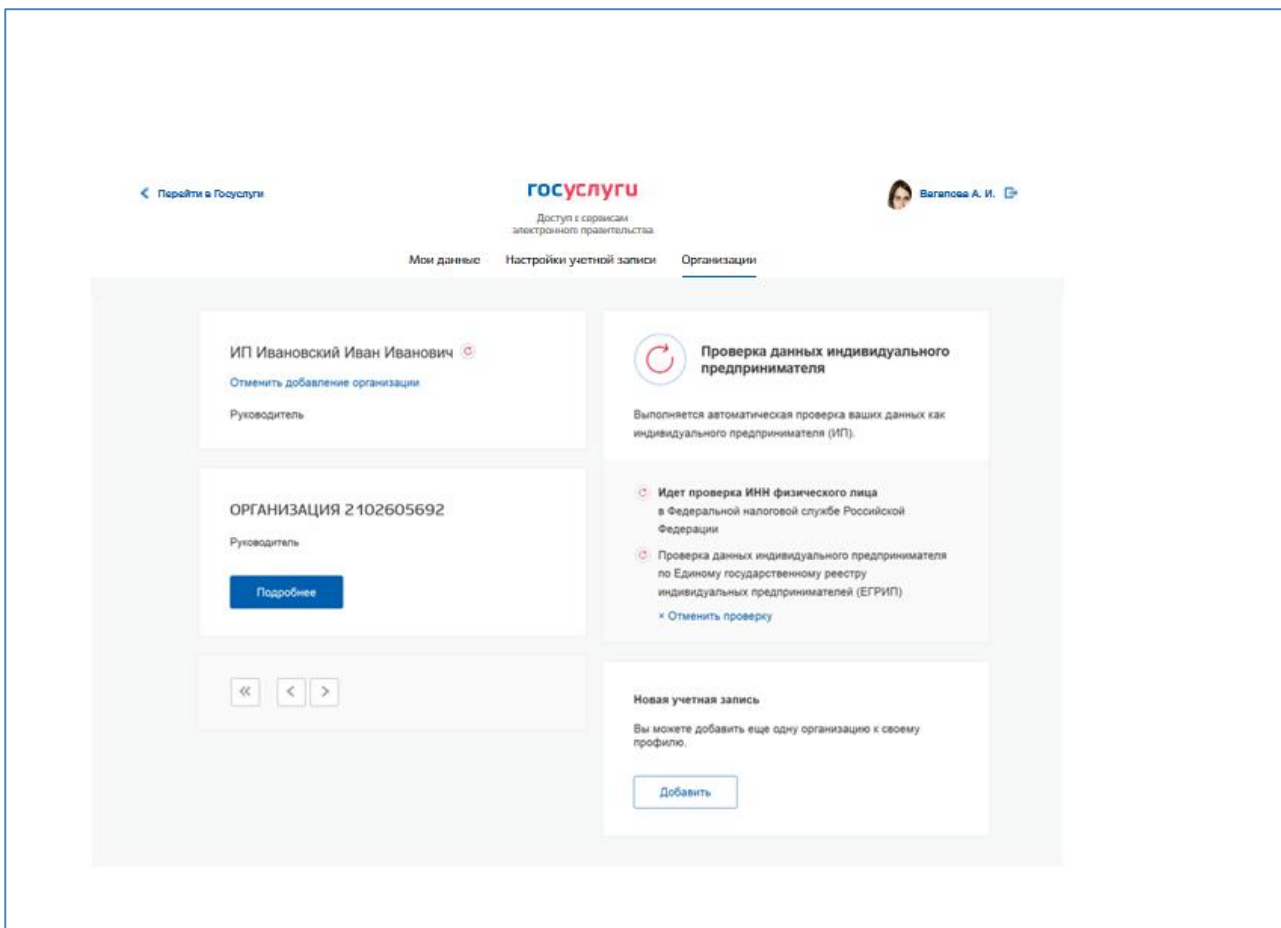 Перейти в Госуслуги
госуслуги
Доступ к сервисам
электронного правительства
Вагапова А. И.
Мои данные Настройки учетной записи Организации
ИП Ивановский Иван Иванович
Отменить добавление организации
Руководитель
ОРГАНИЗАЦИЯ 2102605692
Руководитель
Подробнее
Проверка данных индивидуального
предпринимателя
Выполняется автоматическая проверка ваших данных как
индивидуального предпринимателя (ИП).
Идет проверка ИНН физического лица
в Федеральной налоговой службе Российской
Федерации
Проверка данных индивидуального предпринимателя
по Единому государственному реестру
индивидуальных предпринимателей (ЕГРИП)
× Отменить проверку
Новая учетная запись
Вы можете добавить еще одну организацию к своему
профилю.
Добавить